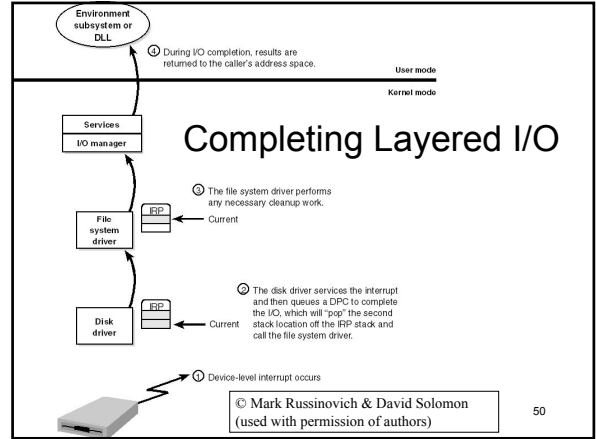 Environment
subsystem or
DLL
④ During I/O completion, results are
returned to the caller's address space.
User mode
Kernel mode
Services
I/O manager
Completing Layered I/O
③ The file system driver performs
any necessary cleanup work.
IRP
Current
File
system
driver
② The disk driver services the interrupt
and then queues a DPC to complete
the I/O, which will "pop" the second
stack location off the IRP stack and
call the file system driver.
IRP
Current
Disk
driver
① Device-level interrupt occurs
© Mark Russinovich & David Solomon
(used with permission of authors)
50